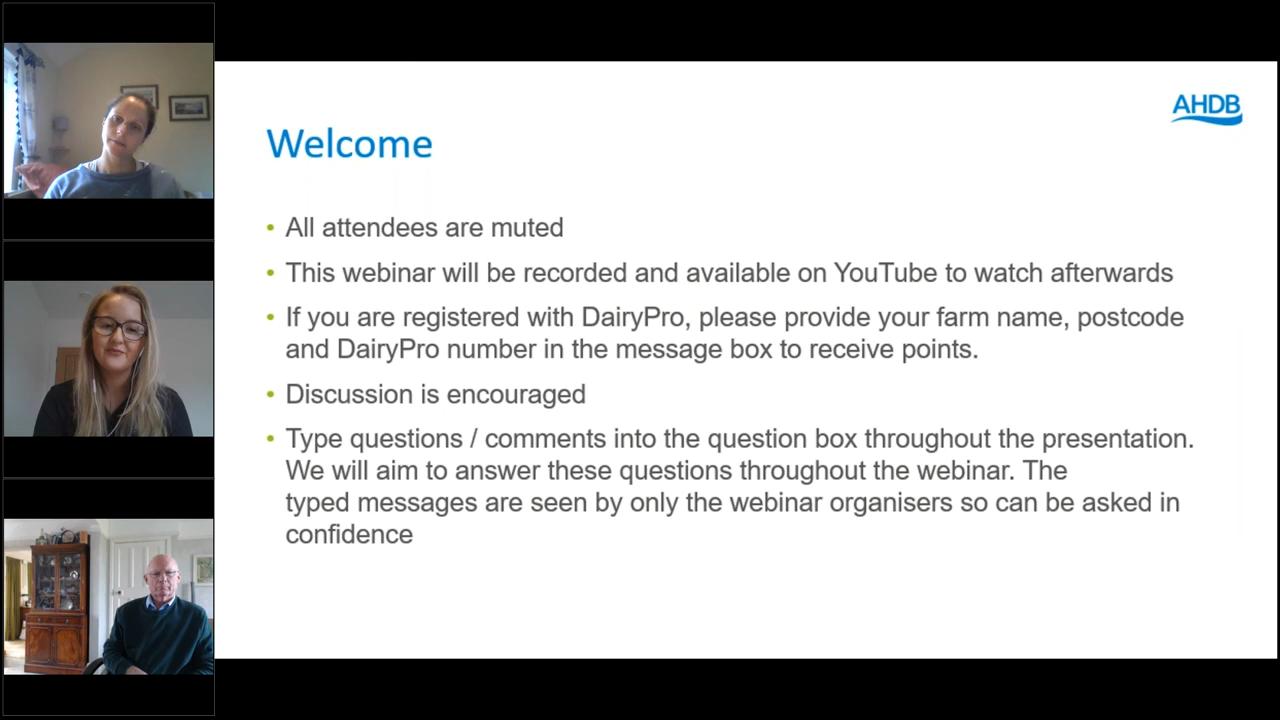 AHDB
Welcome
• All attendees are muted
• This webinar will be recorded and available on YouTube to watch afterwards
• If you are registered with DairyPro, please provide your farm name, postcode
and DairyPro number in the message box to receive points.
• Discussion is encouraged
• Type questions / comments into the question box throughout the presentation.
We will aim to answer these questions throughout the webinar. The
typed messages are seen by only the webinar organisers so can be asked in
confidence